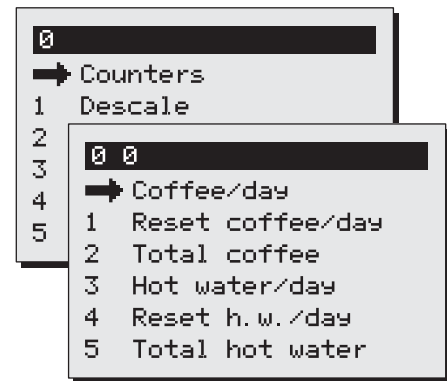 0
Counters
1 Descale
2
3
4
5
0 0
Coffee/day
1 Reset coffee/day
2 Total coffee
3 Hot water/day
4 Reset h.w./day
5 Total hot water